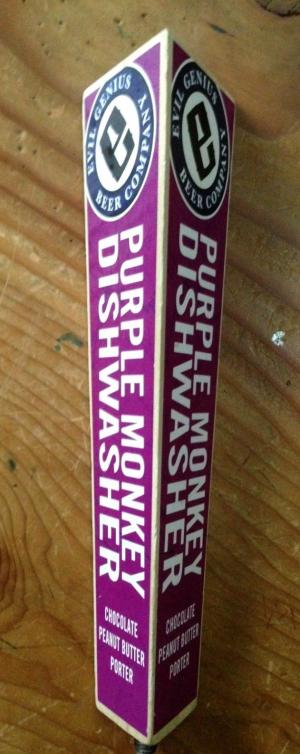 EVIL GENIUS
e
BEER COMPANY
PURPLE MONKEY
DISHWASHER
CHOCOLATE
PEANUT BUTTER
PORTER
EVIL GENIUS
e
BEER COMPANY
PURPLE MONKEY
DISHWASHER
CHOCOLATE
PEANUT BUTTER
PORTER